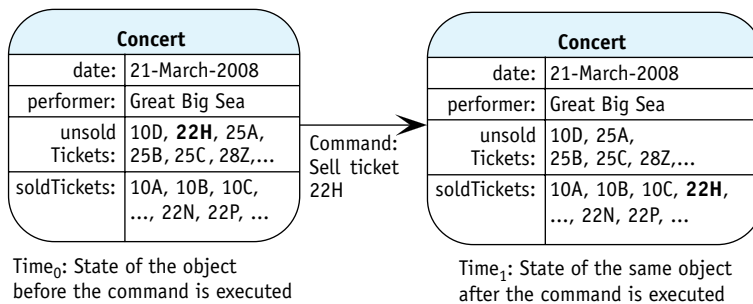 Concert
date: 21-March-2008
performer: Great Big Sea
unsold 10D, 22H, 25A,
Tickets: 25B, 25C, 28Z,...
soldTickets: 10A, 10B, 10C,
..., 22N, 22P, ...
Time0: State of the object
before the command is executed
Command:
Sell ticket
22H
Concert
date: 21-March-2008
performer: Great Big Sea
unsold 10D, 25A,
Tickets: 25B, 25C, 28Z,...
soldTickets: 10A, 10B, 10C, 22H,
..., 22N, 22P, ...
Time1: State of the same object
after the command is executed